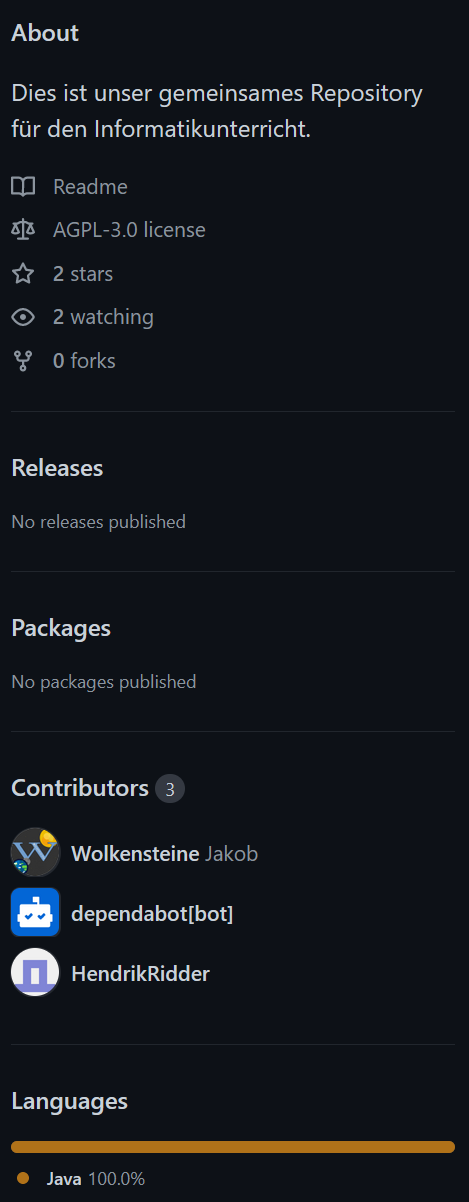 About
Dies ist unser gemeinsames Repository
für den Informatikunterricht.
Readme
AGPL-3.0 license
2 stars
2 watching
0 forks
Releases
No releases published
Packages
No packages published
Contributors 3
W
Wolkensteine Jakob
dependabot[bot]
HendrikRidder
Languages
Java 100.0%